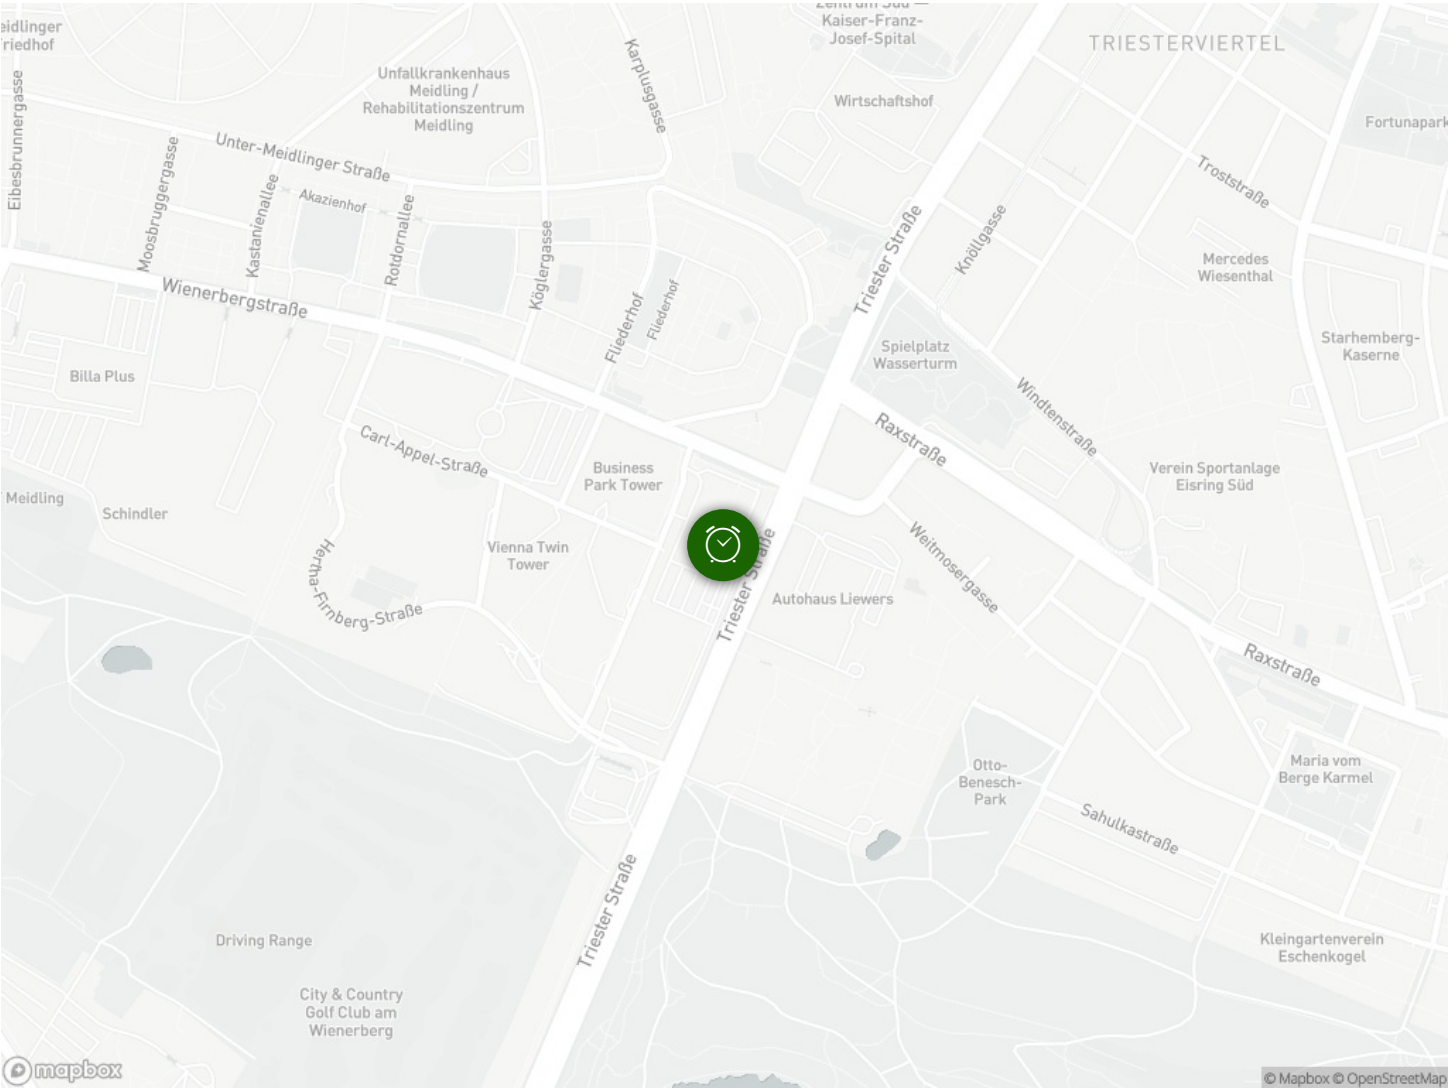 Zentrum Süd —
Kaiser-Franz-
Josef-Spital
TRIESTERVIERTEL
eidlinger
riedhof
Karplusgasse
Unfallkrankenhaus
Meidling /
Rehabilitationszentrum
Meidling
Wirtschaftshof
Fortunapark
Eibesbrunnergasse
Moosbruggergasse
Unter-Meidlinger Straße
Kastanienallee
Akazienhof
Rotdornallee
Köglergasse
Troststraße
Triester Straße
Knöllgasse
Mercedes
Wiesenthal
Wienerbergstraße
Fliederhof
Fliederhof
Spielplatz
Wasserturm
Starhemberg-
Kaserne
Billa Plus
Windtenstraße
Carl-Appel-Straße
Raxstraße
Business
Park Tower
Verein Sportanlage
Eisring Süd
Meidling
Schindler
Vienna Twin
Tower
Hertha-Firnberg-Straße
Triester Straße
Weitmosergasse
Autohaus Liewers
Raxstraße
Otto-
Benesch-
Park
Maria vom
Berge Karmel
Sahulkastraße
Triester Straße
Driving Range
Kleingartenverein
Eschenkogel
City & Country
Golf Club am
Wienerberg
mapbox
© Mapbox © OpenStreetMap